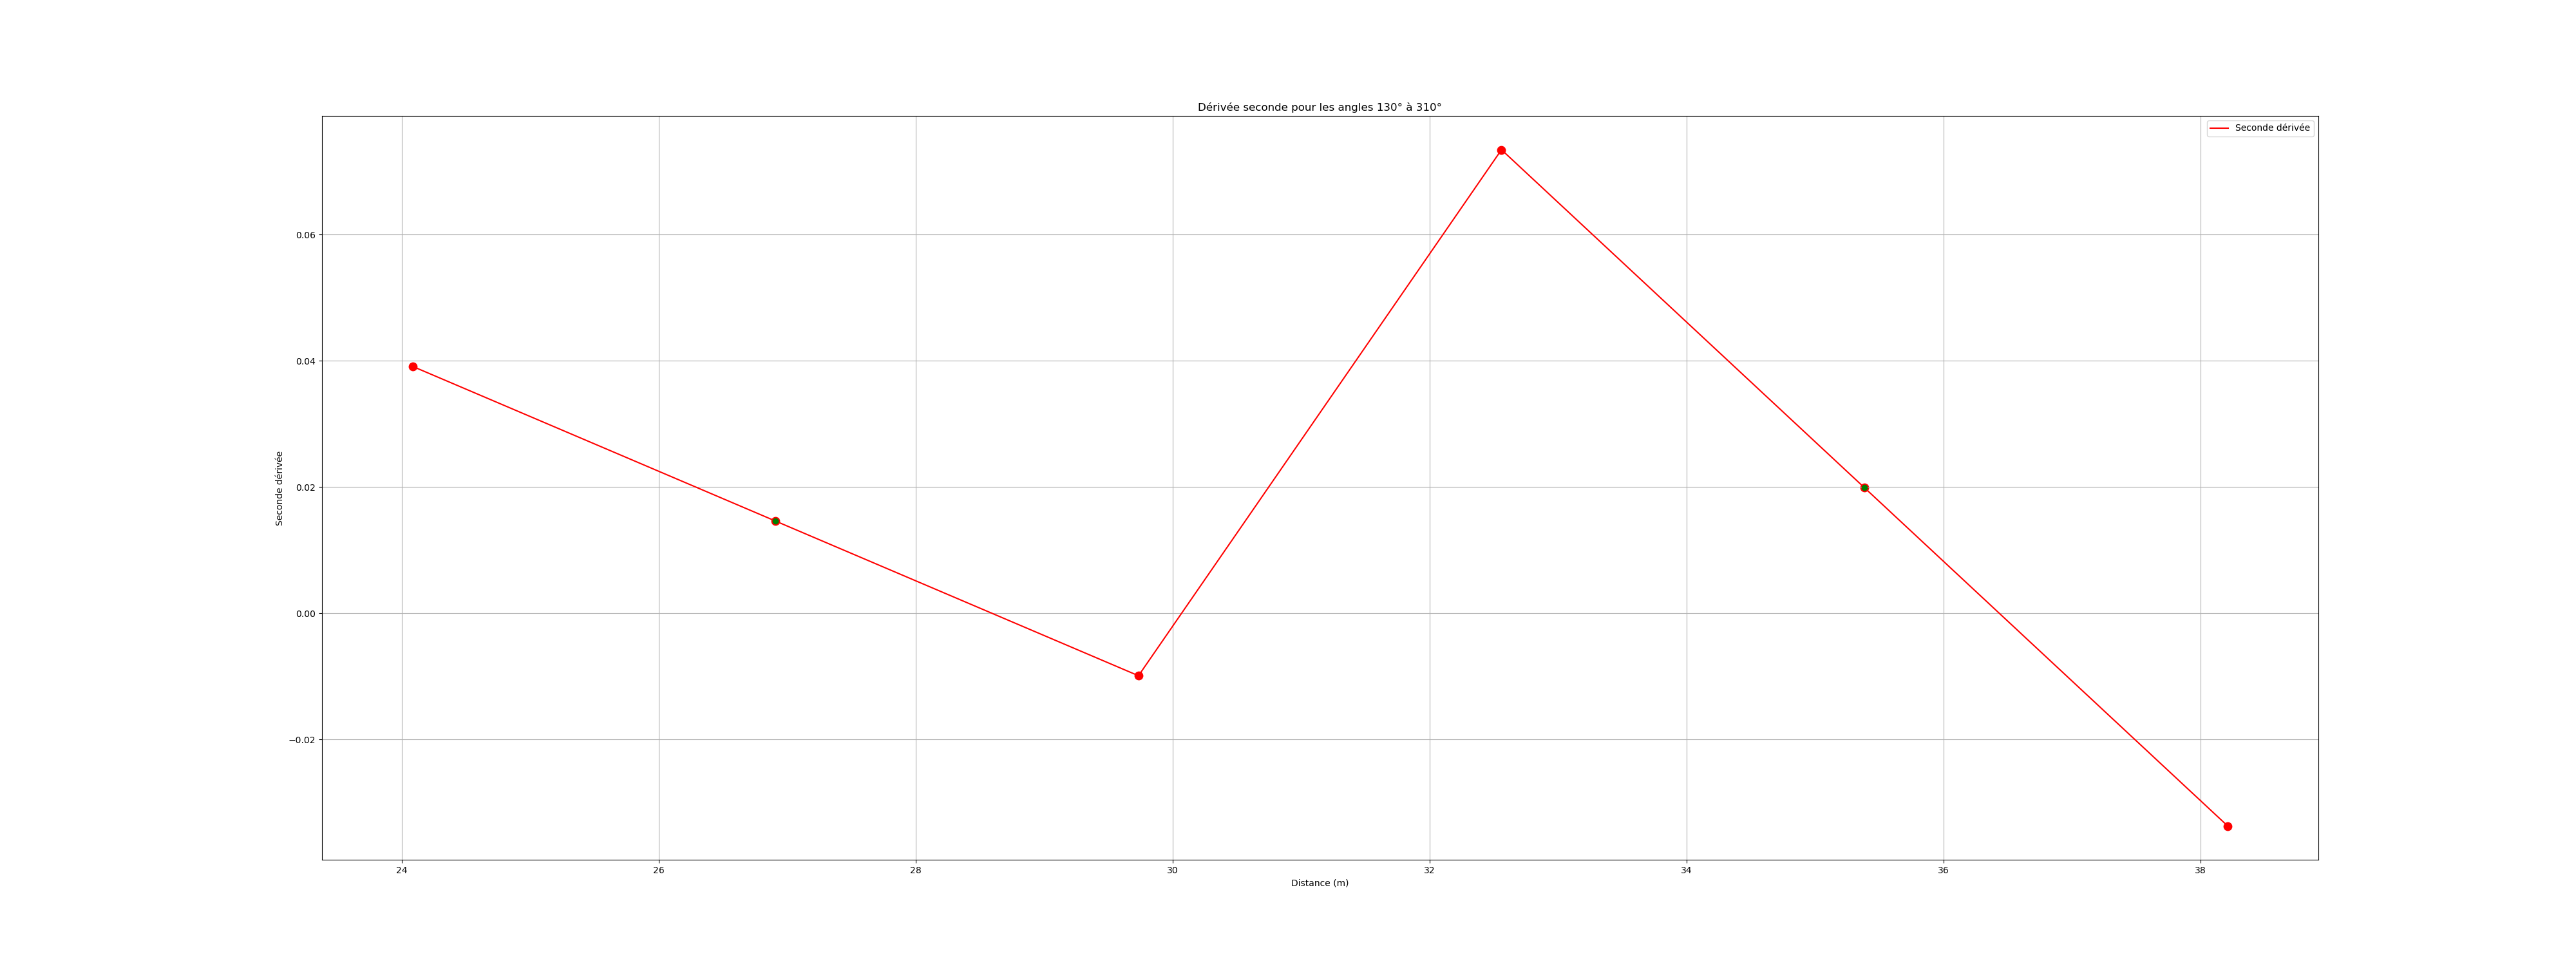 Dérivée seconde pour les angles 130° à 310°
Seconde dérivée
0.06
0.04
0.02
0.00
−0.02
Seconde dérivée
24 26 28 30 32 34 36 38
Distance (m)